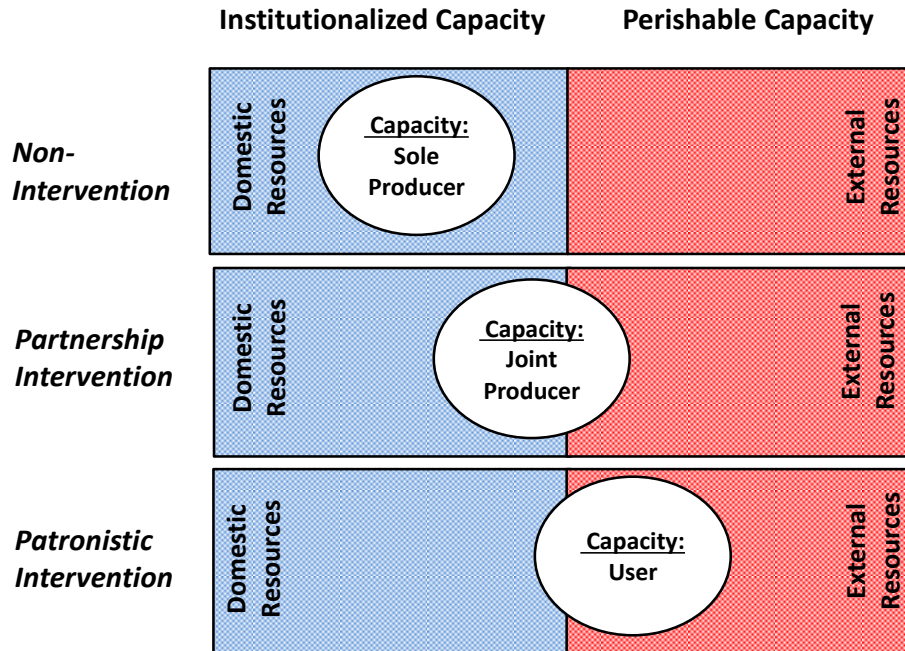 Institutionalized Capacity
Perishable Capacity
Non-
Intervention
Domestic
Resources
Capacity:
Sole
Producer
External
Resources
Partnership
Intervention
Domestic
Resources
Capacity:
Joint
Producer
External
Resources
Patronistic
Intervention
Domestic
Resources
Capacity:
User
External
Resources